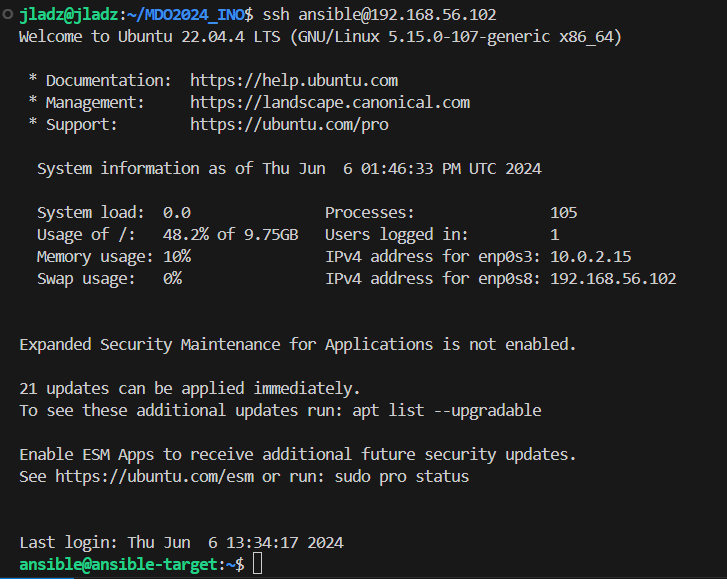 jladz@jladz:~/MDO2024_INO$ ssh ansible@192.168.56.102
Welcome to Ubuntu 22.04.4 LTS (GNU/Linux 5.15.0-107-generic x86_64)
* Documentation:  https://help.ubuntu.com
* Management:     https://landscape.canonical.com
* Support:        https://ubuntu.com/pro
System information as of Thu Jun  6 01:46:33 PM UTC 2024
System load:  0.0               Processes:               105
Usage of /:   48.2% of 9.75GB   Users logged in:         1
Memory usage: 10%               IPv4 address for enp0s3: 10.0.2.15
Swap usage:   0%                IPv4 address for enp0s8: 192.168.56.102
Expanded Security Maintenance for Applications is not enabled.
21 updates can be applied immediately.
To see these additional updates run: apt list --upgradable
Enable ESM Apps to receive additional future security updates.
See https://ubuntu.com/esm or run: sudo pro status
Last login: Thu Jun  6 13:34:17 2024
ansible@ansible-target:~$